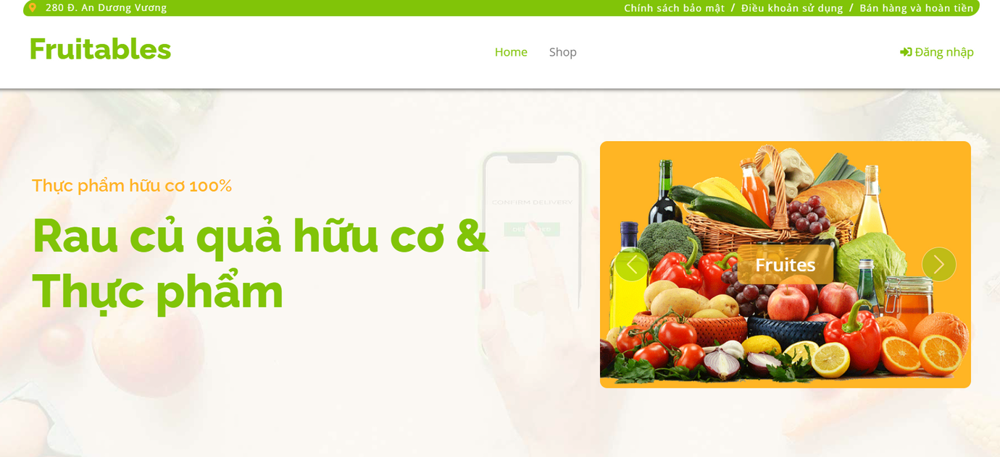 280 Đ. An Dương Vương
Chính sách bảo mật / Điều khoản sử dụng / Bán hàng và hoàn tiền
Fruitables
Home
Shop
Đăng nhập
Thực phẩm hữu cơ 100%
Rau củ quả hữu cơ &
Thực phẩm
CONFIRM DELIVERY
Fruites